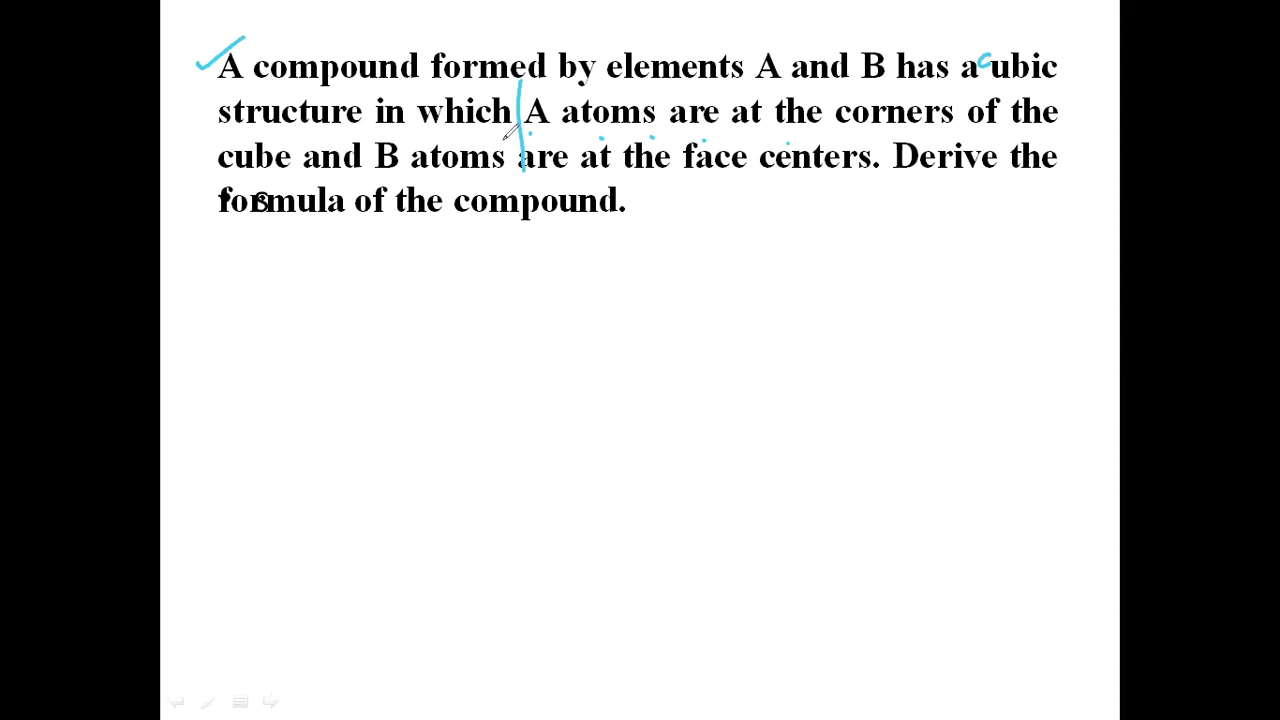 A compound formed by elements A and B has a cubic
structure in which A atoms are at the corners of the
cube and B atoms are at the face centers. Derive the
formula of the compound.